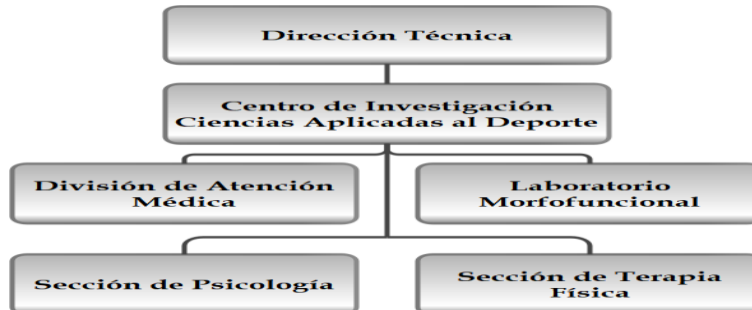 Dirección Técnica
Centro de Investigación
Ciencias Aplicadas al Deporte
División de Atención
Médica
Laboratorio
Morfofuncional
Sección de Psicología
Sección de Terapia
Física